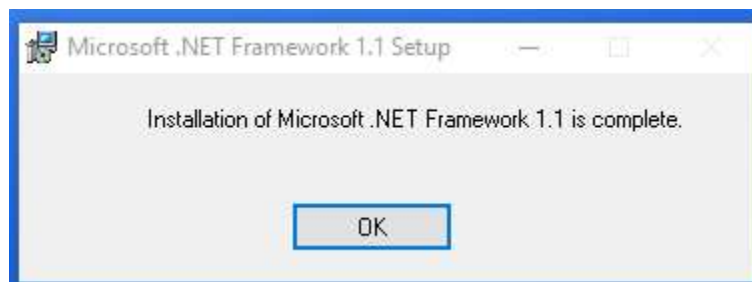 Microsoft .NET Framework 1.1 Setup
Installation of Microsoft .NET Framework 1.1 is complete.
OK